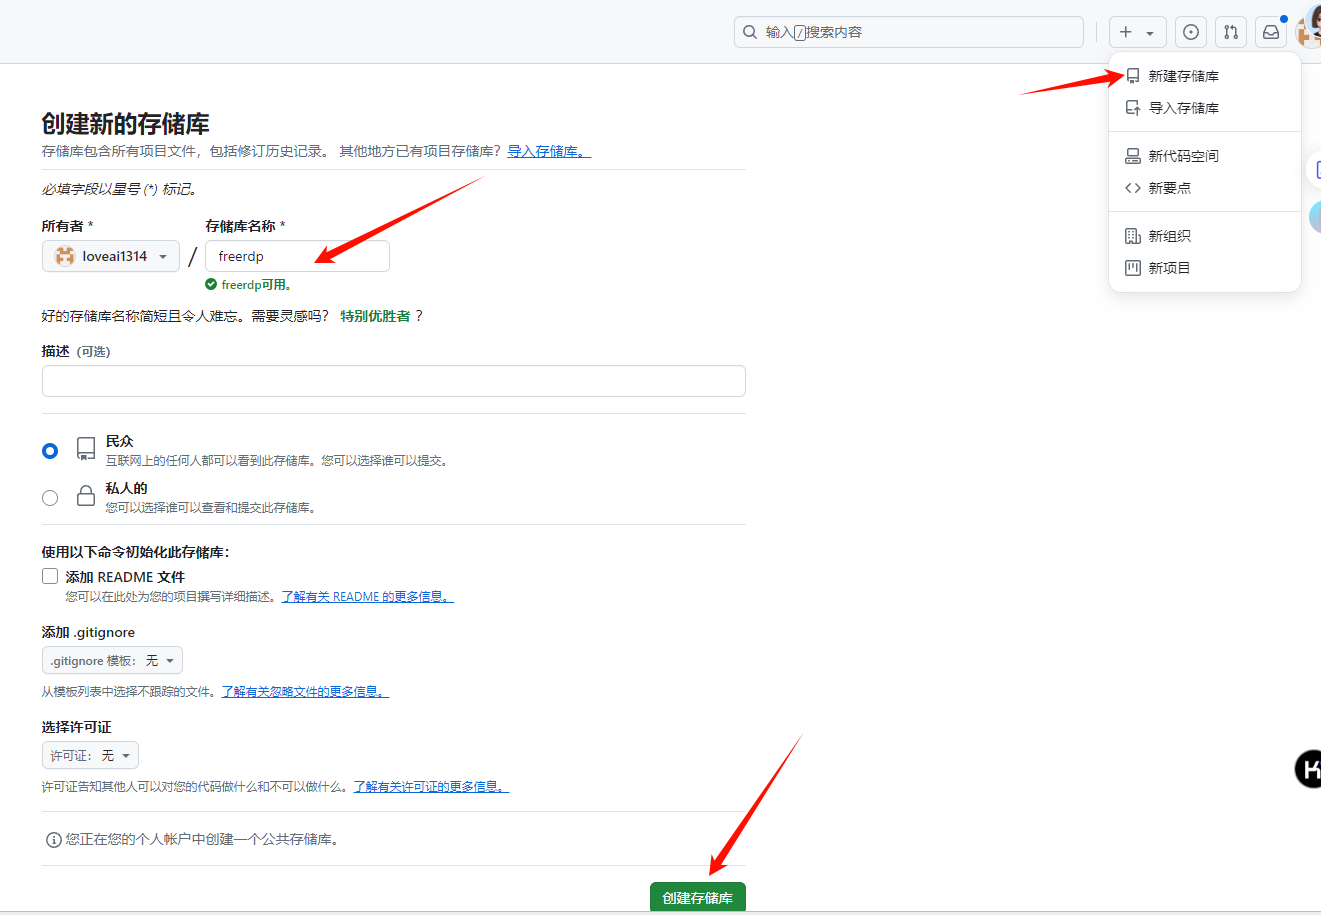 输入/搜索内容
新建存储库
导入存储库
新代码空间
新要点
新组织
新项目
创建新的存储库
存储库包含所有项目文件，包括修订历史记录。 其他地方已有项目存储库？导入存储库。
必填字段以星号 (*) 标记。
所有者 * 存储库名称 *
loveai1314 / freerdp
freerdp可用。
好的存储库名称简短且令人难忘。需要灵感吗？ 特别优胜者 ？
描述 (可选)
民众
互联网上的任何人都可以看到此存储库。您可以选择谁可以提交。
私人的
您可以选择谁可以查看和提交此存储库。
使用以下命令初始化此存储库：
添加 README 文件
您可以在此处为您的项目撰写详细描述。了解有关 README 的更多信息。
添加 .gitignore
.gitignore 模板： 无
从模板列表中选择不跟踪的文件。了解有关忽略文件的更多信息。
选择许可证
许可证： 无
许可证告知其他人可以对您的代码做什么和不可以做什么。了解有关许可证的更多信息。
您正在您的个人帐户中创建一个公共存储库。
创建存储库